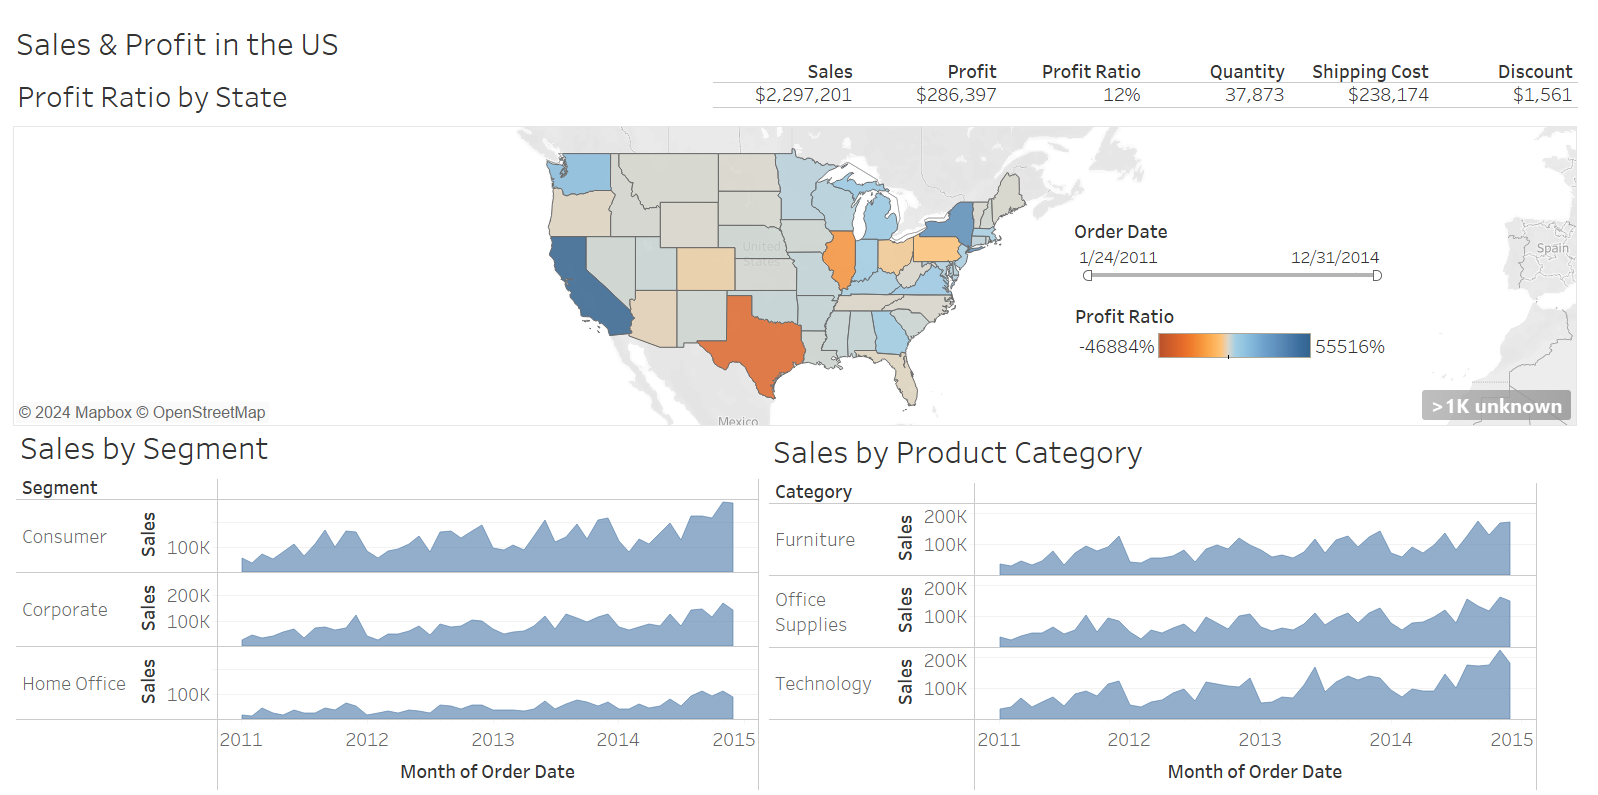 Sales & Profit in the US
Profit Ratio by State
Sales Profit Profit Ratio Quantity Shipping Cost Discount
$2,297,201 $286,397 12% 37,873 $238,174 $1,561
United States
Mexico
Spain
Order Date
1/24/2011 12/31/2014
Profit Ratio
-46884% 55516%
>1K unknown
© 2024 Mapbox © OpenStreetMap
Sales by Segment
Segment
Consumer Sales 100K
Corporate Sales 200K 100K
Home Office Sales 100K
2011 2012 2013 2014 2015
Month of Order Date
Sales by Product Category
Category
Furniture Sales 200K 100K
Office Supplies Sales 200K 100K
Technology Sales 200K 100K
2011 2012 2013 2014 2015
Month of Order Date